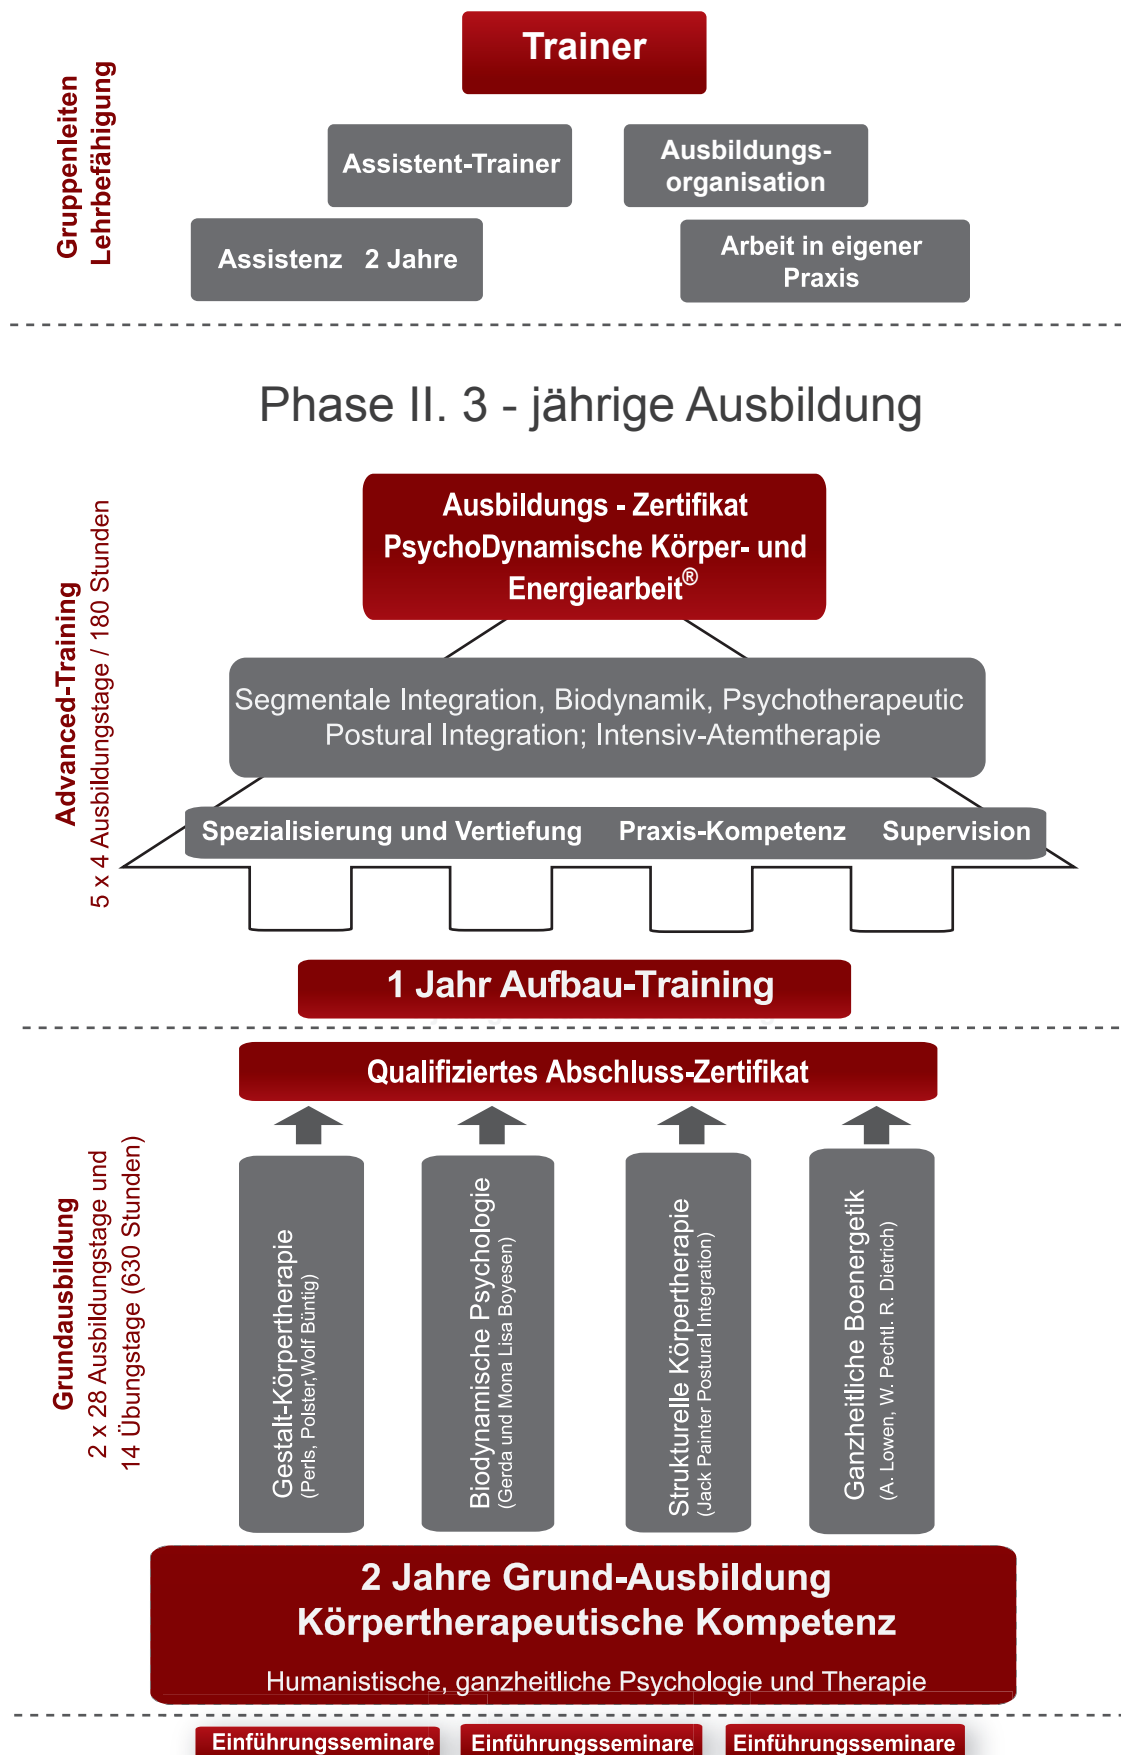 Trainer
Gruppenleiten
Lehrbefähigung
Assistent-Trainer
Ausbildungs-
organisation
Assistenz 2 Jahre
Arbeit in eigener
Praxis
Phase II. 3 - jährige Ausbildung
Advanced-Training
5 x 4 Ausbildungstage / 180 Stunden
Ausbildungs - Zertifikat
PsychoDynamische Körper- und
Energiearbeit®
Segmentale Integration, Biodynamik, Psychotherapeutic
Postural Integration; Intensiv-Atemtherapie
Spezialisierung und Vertiefung Praxis-Kompetenz Supervision
1 Jahr Aufbau-Training
Qualifiziertes Abschluss-Zertifikat
Grundausbildung
2 x 28 Ausbildungstage und
14 Übungstage (630 Stunden)
Gestalt-Körpertherapie
(Perls, Polster,Wolf Büntig)
Biodynamische Psychologie
(Gerda und Mona Lisa Boyesen)
Strukturelle Körpertherapie
(Jack Painter Postural Integration)
Ganzheitliche Boenergetik
(A. Lowen, W. Pechtl. R. Dietrich)
2 Jahre Grund-Ausbildung
Körpertherapeutische Kompetenz
Humanistische, ganzheitliche Psychologie und Therapie
Einführungsseminare
Einführungsseminare
Einführungsseminare